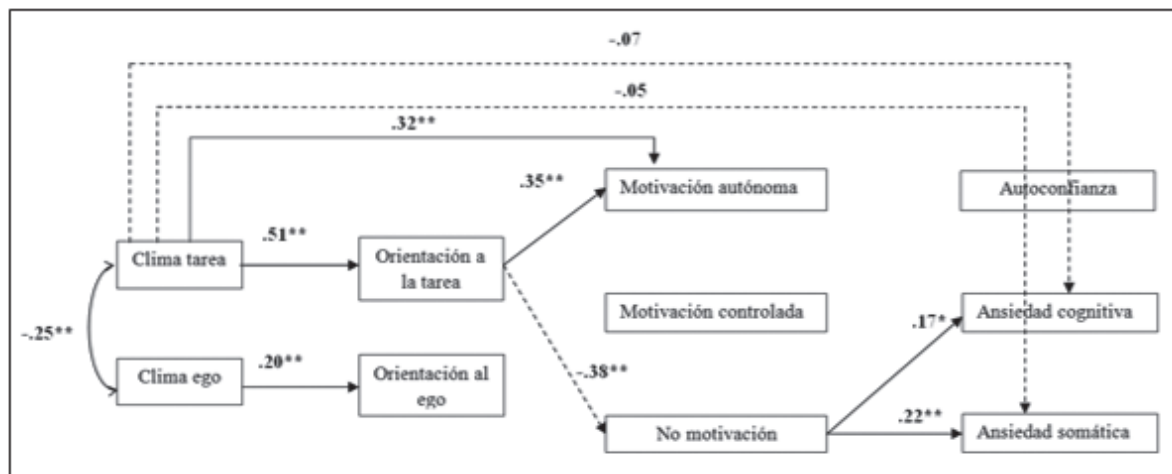 -.07
-.05
.32**
.35**
Motivación autónoma
Autoconfianza
.51**
Clima tarea
Orientación a
la tarea
Motivación controlada
Ansiedad cognitiva
.17*
-.25**
.20**
Clima ego
Orientación al
ego
-.38**
No motivación
.22**
Ansiedad somática